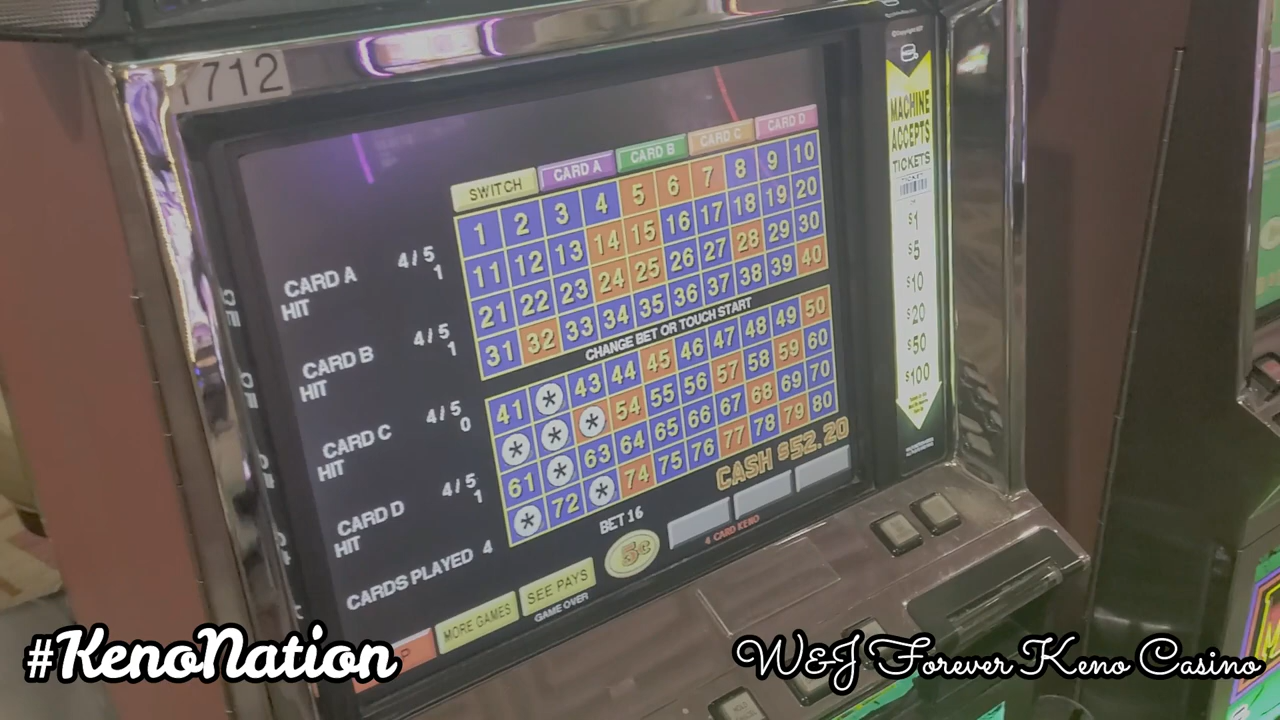 1712
SWITCH CARD A CARD B CARD C CARD D
1 2 3 4 5 6 7 8 9 10
11 12 13 14 15 16 17 18 19 20
21 22 23 24 25 26 27 28 29 30
31 32 33 34 35 36 37 38 39 40
CHANGE BET OR TOUCH START
41 * 43 44 45 46 47 48 49 50
* * * 54 55 56 57 58 59 60
61 * 63 64 65 66 67 68 69 70
* 72 * 74 75 76 77 78 79 80
CARD A 4/5
HIT 1
CARD B 4/5
HIT 1
CARD C 4/5
HIT 0
CARD D 4/5
HIT 1
CARDS PLAYED 4
BET 16
CASH $52.20
MORE GAMES
SEE PAYS
GAME OVER
5¢
4 CARD KENO
MACHINE
ACCEPTS
TICKETS
$1
$5
$10
$20
$50
$100
#KenoNation
W&J Forever Keno Casino